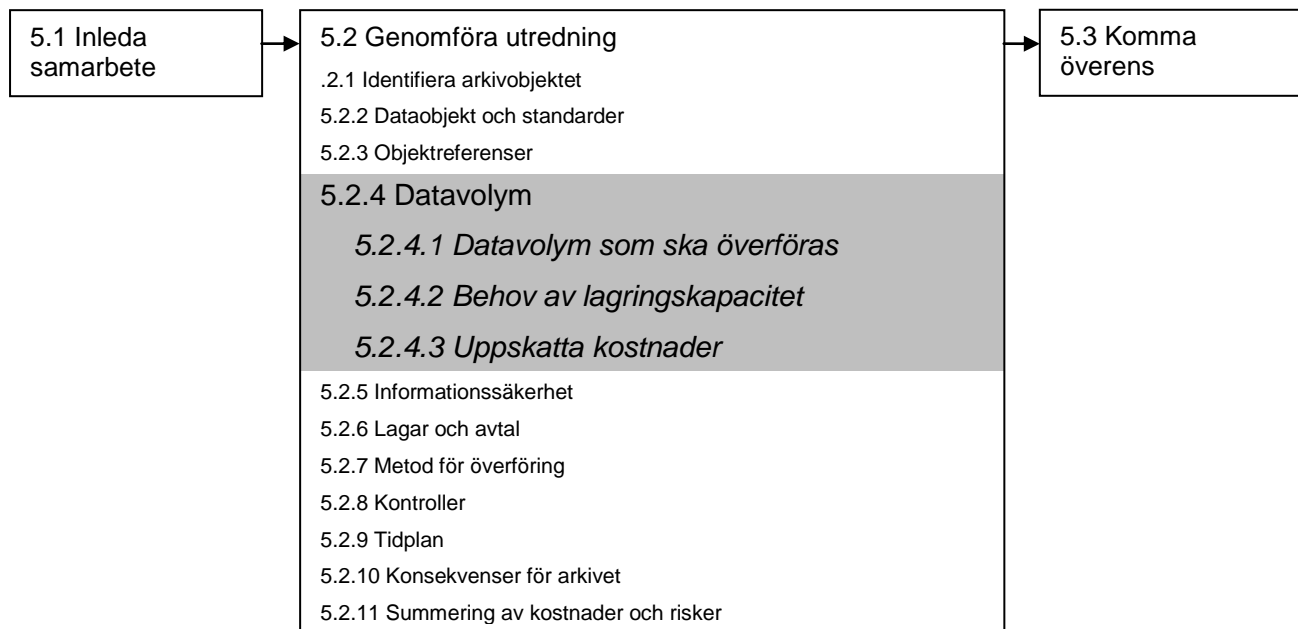 5.1 Inleda
samarbete
5.2 Genomföra utredning
.2.1 Identifiera arkivobjektet
5.2.2 Dataobjekt och standarder
5.2.3 Objektreferenser
5.2.4 Datavolym
5.2.4.1 Datavolym som ska överföras
5.2.4.2 Behov av lagringskapacitet
5.2.4.3 Uppskatta kostnader
5.2.5 Informationssäkerhet
5.2.6 Lagar och avtal
5.2.7 Metod för överföring
5.2.8 Kontroller
5.2.9 Tidplan
5.2.10 Konsekvenser för arkivet
5.2.11 Summering av kostnader och risker
5.3 Komma
överens